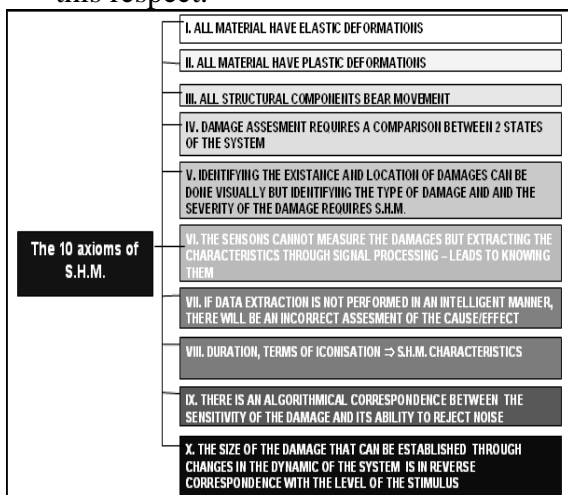 this respect.
I. ALL MATERIAL HAVE ELASTIC DEFORMATIONS
II. ALL MATERIAL HAVE PLASTIC DEFORMATIONS
III. ALL STRUCTURAL COMPONENTS BEAR MOVEMENT
IV. DAMAGE ASSESMENT REQUIRES A COMPARISON BETWEEN 2 STATES
OF THE SYSTEM
V. IDENTIFYING THE EXISTANCE AND LOCATION OF DAMAGES CAN BE
DONE VISUALLY BUT IDENTIFYING THE TYPE OF DAMAGE AND AND THE
SEVERITY OF THE DAMAGE REQUIRES S.H.M.
The 10 axioms of
S.H.M.
VI. THE SENSONS CANNOT MEASURE THE DAMAGES BUT EXTRACTING THE
CHARACTERISTICS THROUGH SIGNAL PROCESSING – LEADS TO KNOWING
THEM
VII. IF DATA EXTRACTION IS NOT PERFORMED IN AN INTELLIGENT MANNER,
THERE WILL BE AN INCORRECT ASSESMENT OF THE CAUSE/EFFECT
VIII. DURATION, TERMS OF ICONISATION ⇒ S.H.M. CHARACTERISTICS
IX. THERE IS AN ALGORITHMICAL CORRESPONDENCE BETWEEN THE
SENSITIVITY OF THE DAMAGE AND ITS ABILITY TO REJECT NOISE
X. THE SIZE OF THE DAMAGE THAT CAN BE ESTABLISHED THROUGH
CHANGES IN THE DYNAMIC OF THE SYSTEM IS IN REVERSE
CORRESPONDENCE WITH THE LEVEL OF THE STIMULUS